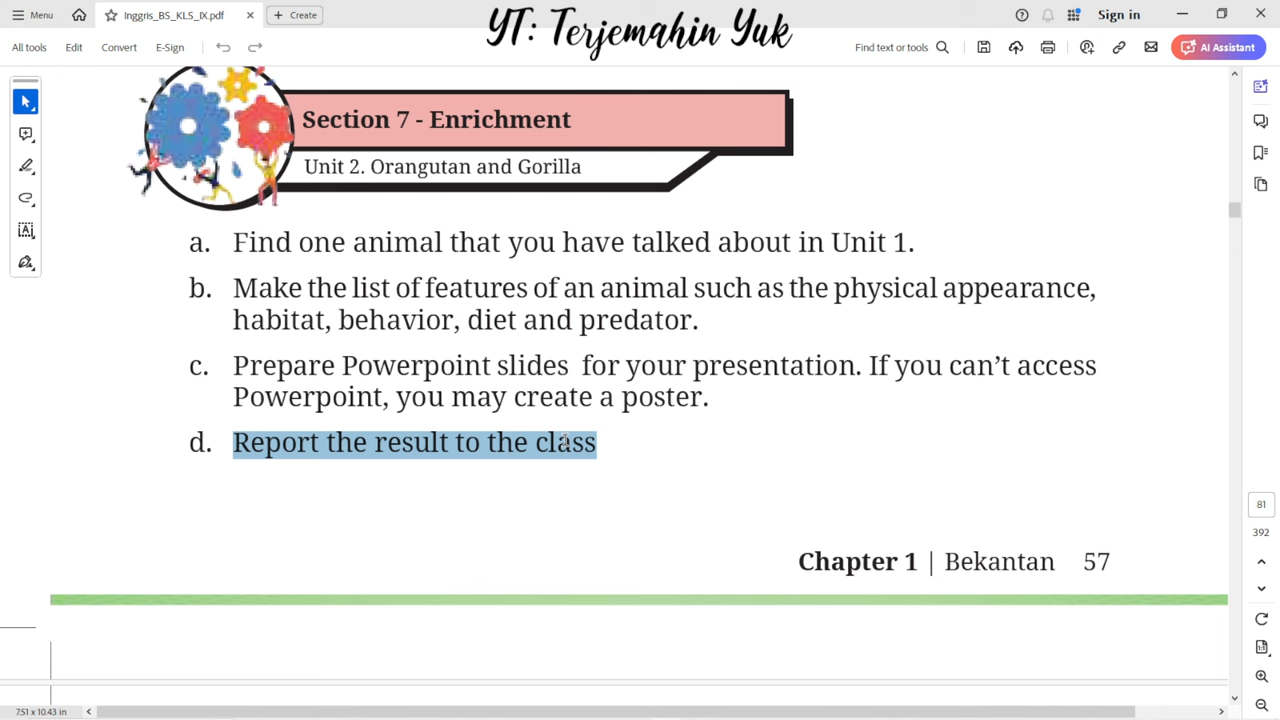 Menu
Inggris_BS_KLS_IX.pdf
Create
YT: Terjemahin Yuk
Sign in
All tools
Edit
Convert
E-Sign
Find text or tools
AI Assistant
Section 7 - Enrichment
Unit 2. Orangutan and Gorilla
a. Find one animal that you have talked about in Unit 1.
b. Make the list of features of an animal such as the physical appearance,
habitat, behavior, diet and predator.
c. Prepare Powerpoint slides for your presentation. If you can’t access
Powerpoint, you may create a poster.
d. Report the result to the class
81
392
Chapter 1 | Bekantan 57
7.51 x 10.43 in